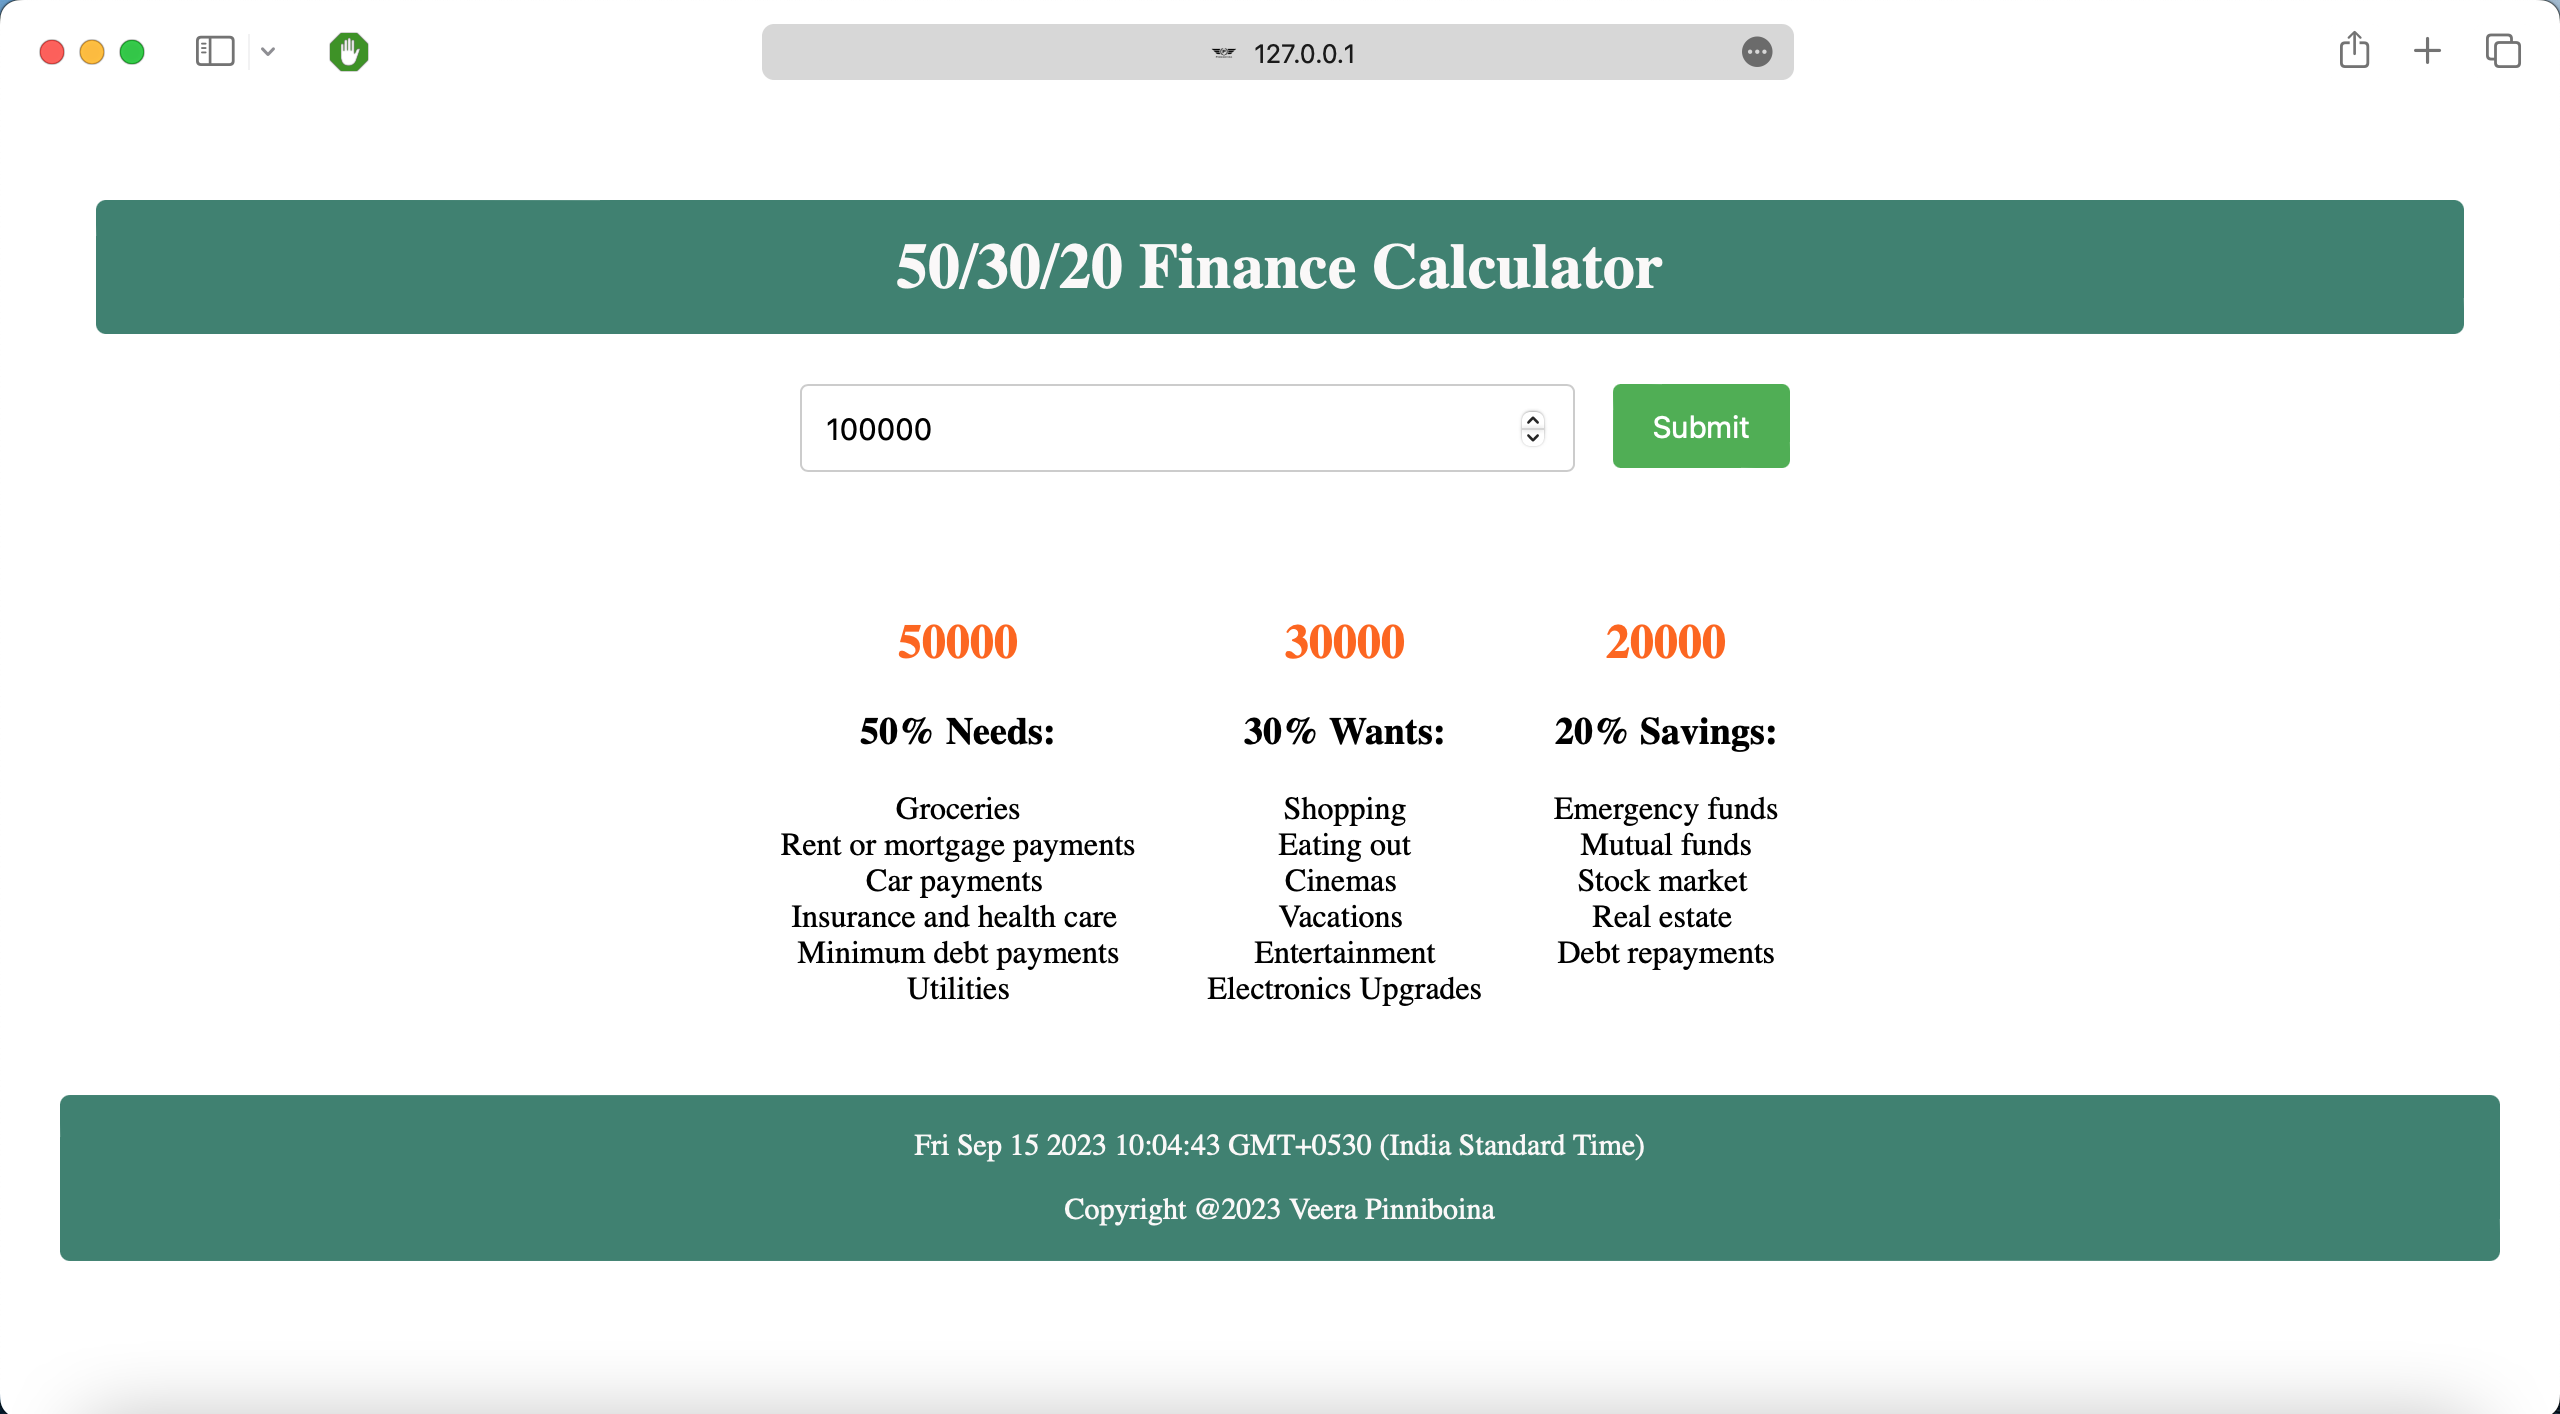 127.0.0.1
50/30/20 Finance Calculator
100000
Submit
50000
50% Needs:
Groceries
Rent or mortgage payments
Car payments
Insurance and health care
Minimum debt payments
Utilities
30000
30% Wants:
Shopping
Eating out
Cinemas
Vacations
Entertainment
Electronics Upgrades
20000
20% Savings:
Emergency funds
Mutual funds
Stock market
Real estate
Debt repayments
Fri Sep 15 2023 10:04:43 GMT+0530 (India Standard Time)
Copyright @2023 Veera Pinniboina